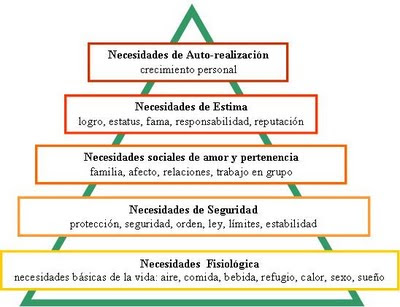 Necesidades de Auto-realización
crecimiento personal
Necesidades de Estima
logro, estatus, fama, responsabilidad, reputación
Necesidades sociales de amor y pertenencia
familia, afecto, relaciones, trabajo en grupo
Necesidades de Seguridad
protección, seguridad, orden, ley, límites, estabilidad
Necesidades Fisiológica
necesidades básicas de la vida: aire, comida, bebida, refugio, calor, sexo, sueño